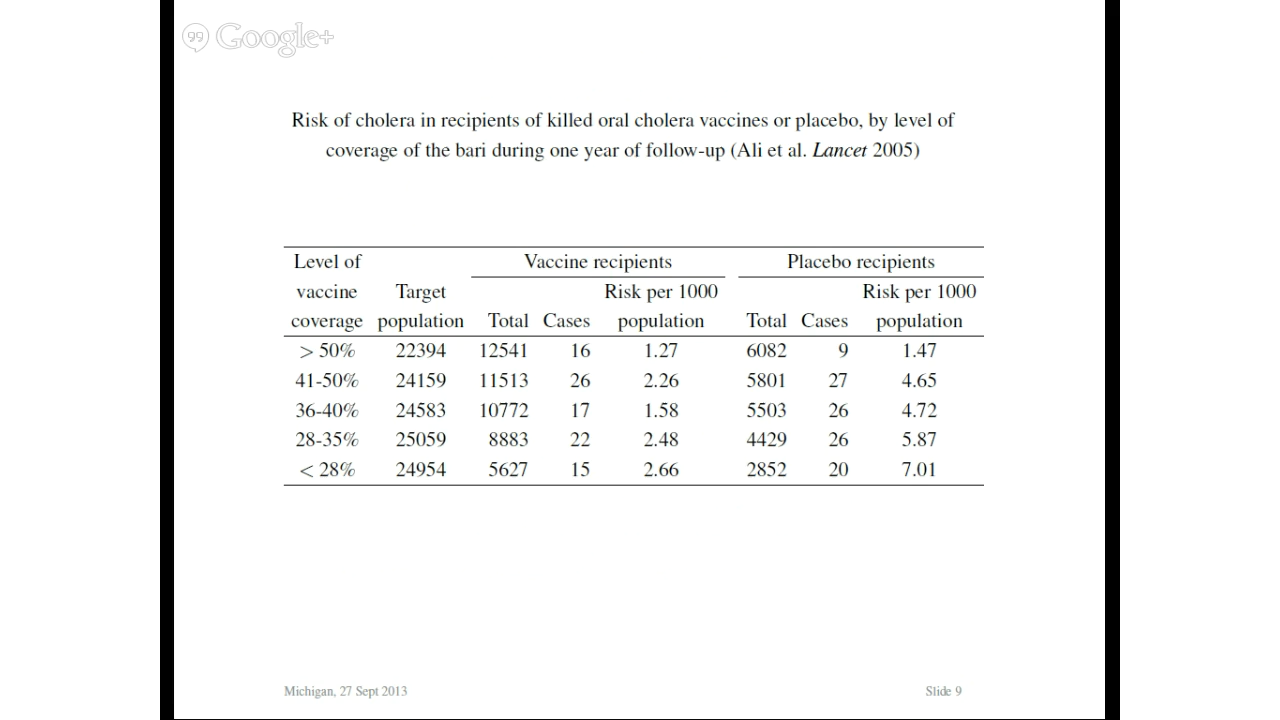 99 Google+
Risk of cholera in recipients of killed oral cholera vaccines or placebo, by level of
coverage of the bari during one year of follow-up (Ali et al. Lancet 2005)
Level of Vaccine recipients Placebo recipients
vaccine Target Risk per 1000 Risk per 1000
coverage population Total Cases population Total Cases population
> 50% 22394 12541 16 1.27 6082 9 1.47
41-50% 24159 11513 26 2.26 5801 27 4.65
36-40% 24583 10772 17 1.58 5503 26 4.72
28-35% 25059 8883 22 2.48 4429 26 5.87
< 28% 24954 5627 15 2.66 2852 20 7.01
Michigan, 27 Sept 2013 Slide 9